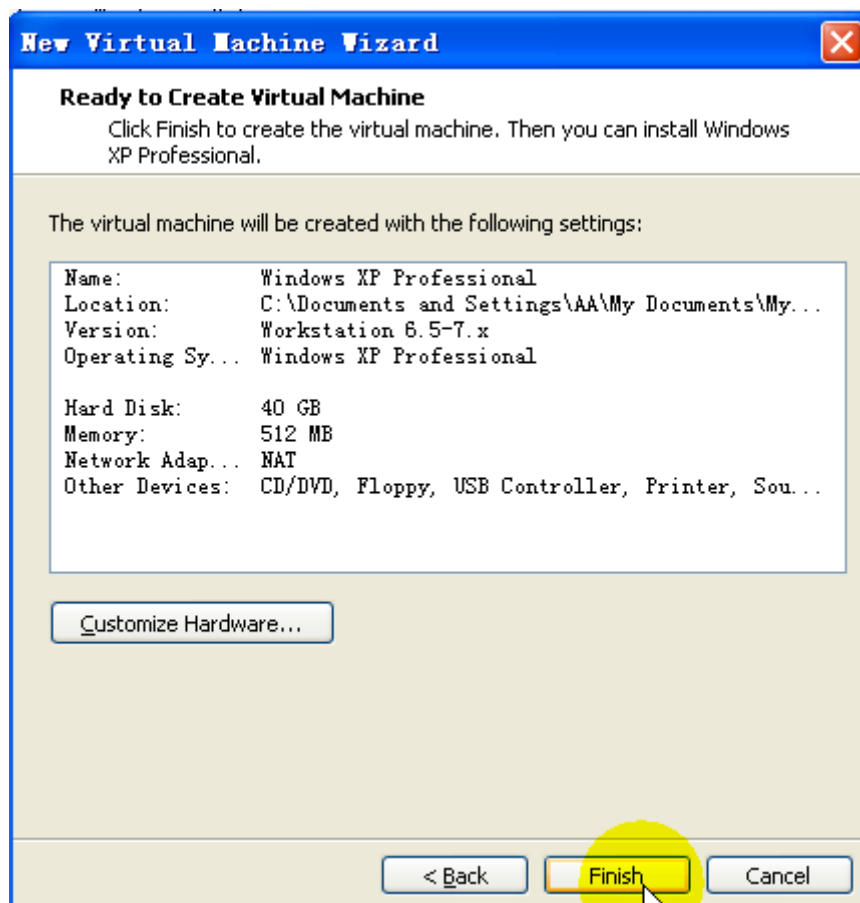 New Virtual Machine Wizard
Ready to Create Virtual Machine
Click Finish to create the virtual machine. Then you can install Windows
XP Professional.
The virtual machine will be created with the following settings:
Name: Windows XP Professional
Location: C:\Documents and Settings\AA\My Documents\My...
Version: Workstation 6.5-7.x
Operating Sy... Windows XP Professional
Hard Disk: 40 GB
Memory: 512 MB
Network Adap... NAT
Other Devices: CD/DVD, Floppy, USB Controller, Printer, Sou...
Customize Hardware...
< Back Finish Cancel